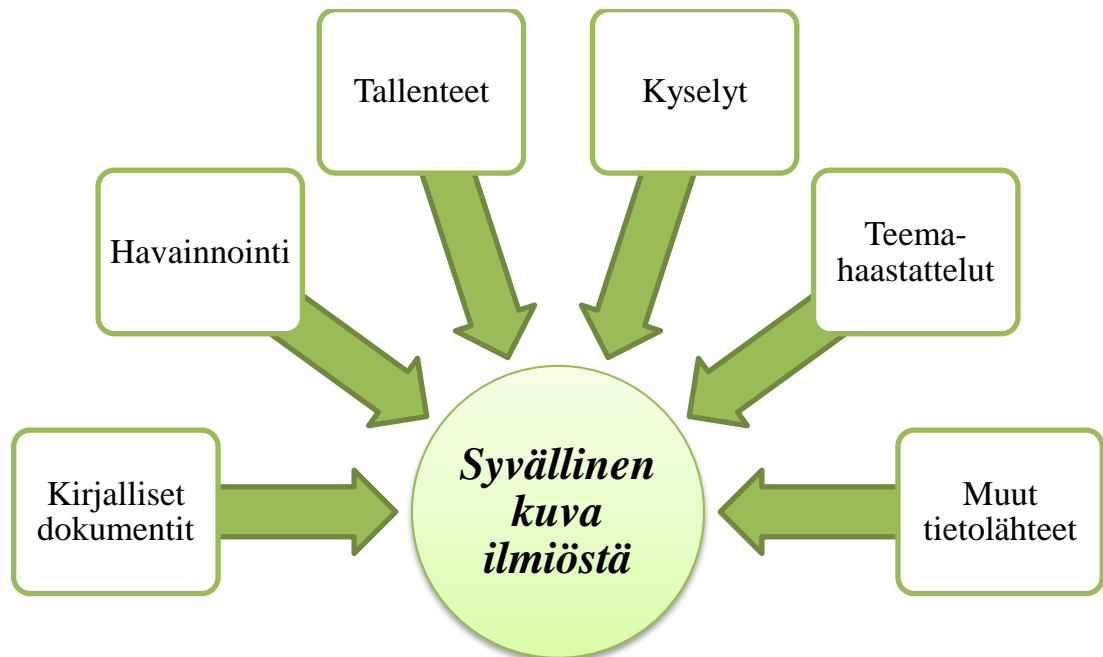 Tallenteet
Kyselyt
Havainnointi
Teema-
haastattelut
Kirjalliset
dokumentit
Syvällinen
kuva
ilmiöstä
Muut
tietolähteet